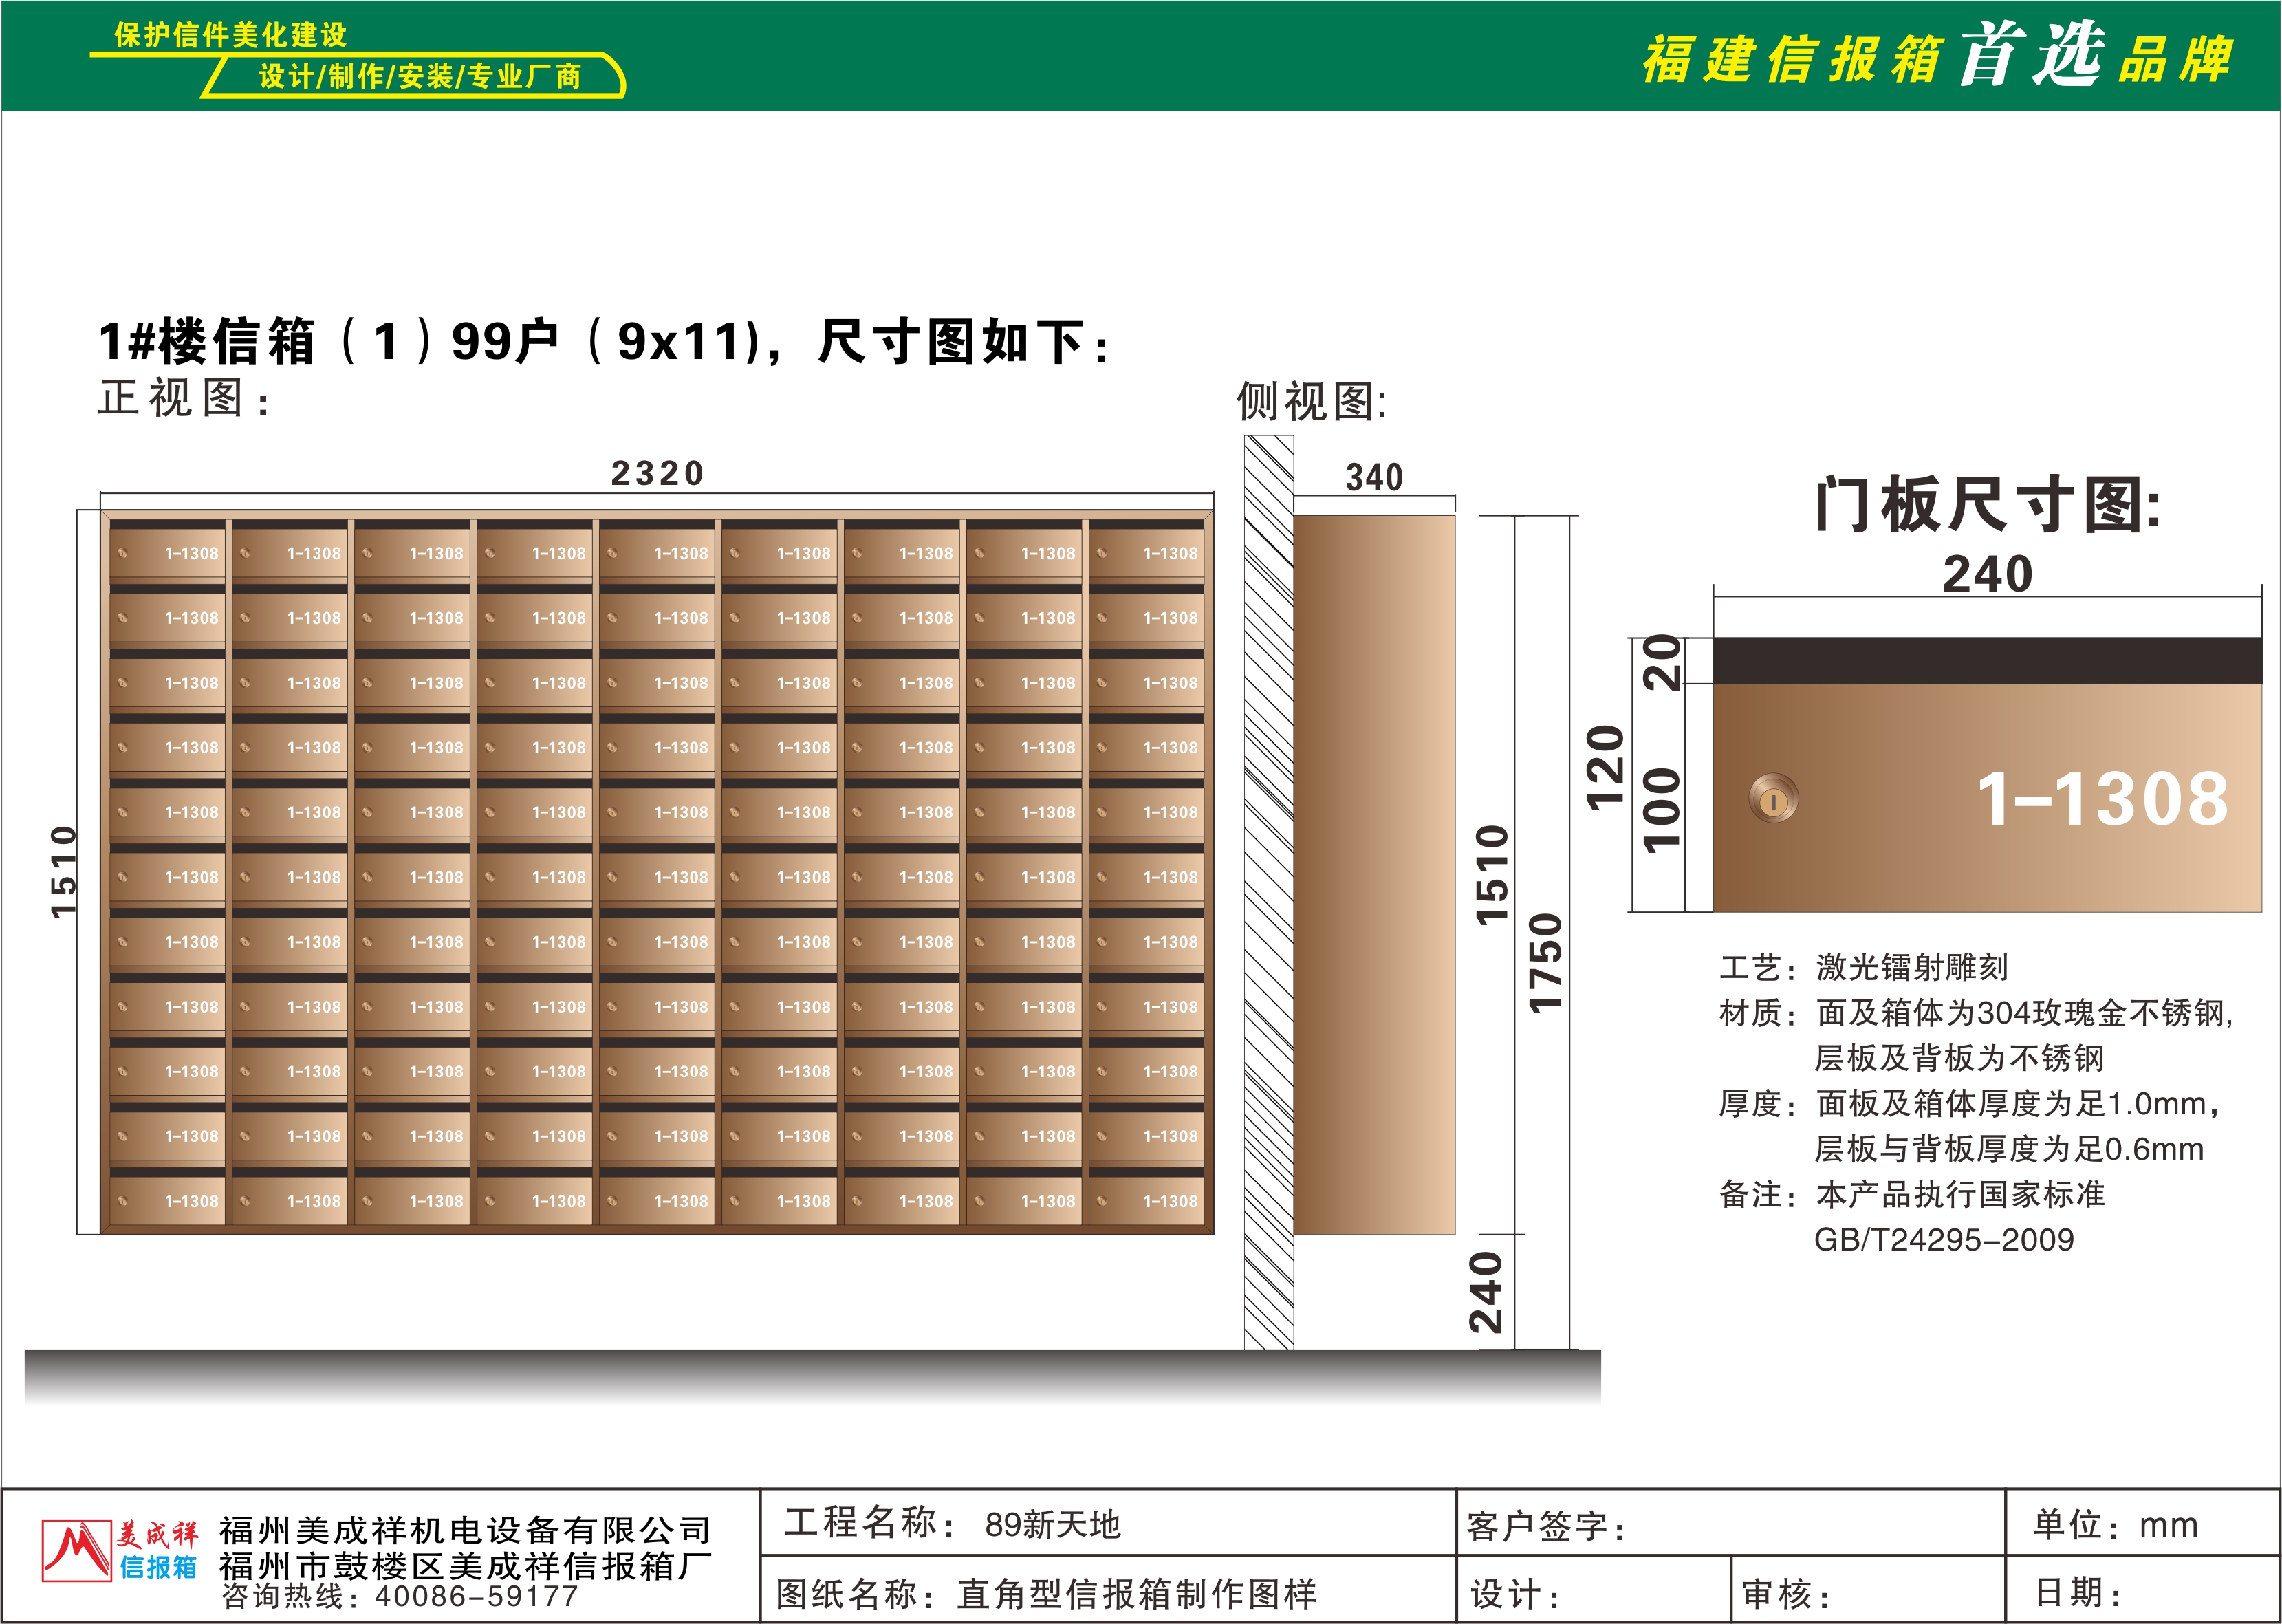 保护信件美化建设
设计/制作/安装/专业厂商
福建信报箱首选品牌
1#楼信箱（1）99户（9x11)，尺寸图如下：
正视图：
侧视图:
门板尺寸图:
2320
340
240
1510
1510
1750
240
20
120
100
1-1308
1-1308 1-1308 1-1308 1-1308 1-1308 1-1308 1-1308 1-1308 1-1308
1-1308 1-1308 1-1308 1-1308 1-1308 1-1308 1-1308 1-1308 1-1308
1-1308 1-1308 1-1308 1-1308 1-1308 1-1308 1-1308 1-1308 1-1308
1-1308 1-1308 1-1308 1-1308 1-1308 1-1308 1-1308 1-1308 1-1308
1-1308 1-1308 1-1308 1-1308 1-1308 1-1308 1-1308 1-1308 1-1308
1-1308 1-1308 1-1308 1-1308 1-1308 1-1308 1-1308 1-1308 1-1308
1-1308 1-1308 1-1308 1-1308 1-1308 1-1308 1-1308 1-1308 1-1308
1-1308 1-1308 1-1308 1-1308 1-1308 1-1308 1-1308 1-1308 1-1308
1-1308 1-1308 1-1308 1-1308 1-1308 1-1308 1-1308 1-1308 1-1308
1-1308 1-1308 1-1308 1-1308 1-1308 1-1308 1-1308 1-1308 1-1308
1-1308 1-1308 1-1308 1-1308 1-1308 1-1308 1-1308 1-1308 1-1308
工艺：激光镭射雕刻
材质：面及箱体为304玫瑰金不锈钢,
层板及背板为不锈钢
厚度：面板及箱体厚度为足1.0mm，
层板与背板厚度为足0.6mm
备注：本产品执行国家标准
GB/T24295-2009
美成祥
信报箱
福州美成祥机电设备有限公司
福州市鼓楼区美成祥信报箱厂
咨询热线：40086-59177
工程名称：89新天地
图纸名称：直角型信报箱制作图样
客户签字：
设计：
审核：
单位：mm
日期：